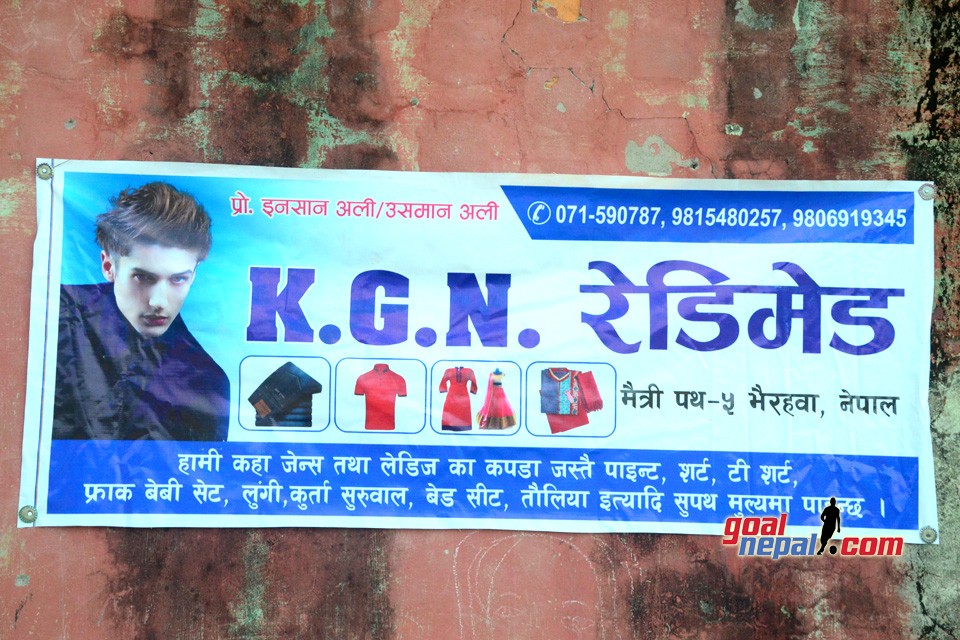 प्रो. इनसान अली/उसमान अली
071-590787, 9815480257, 9806919345
K.G.N. रेडिमेड
मैत्री पथ-५ भैरहवा, नेपाल
हामी कहा जेन्स तथा लेडिज का कपडा जस्तै पाइन्ट, शर्ट, टी शर्ट,
फ्राक बेबी सेट, लुंगी,कुर्ता सुरुवाल, बेड सीट, तौलिया इत्यादि सुपथ मुल्यमा पाइन्छ ।
goal
nepal.com